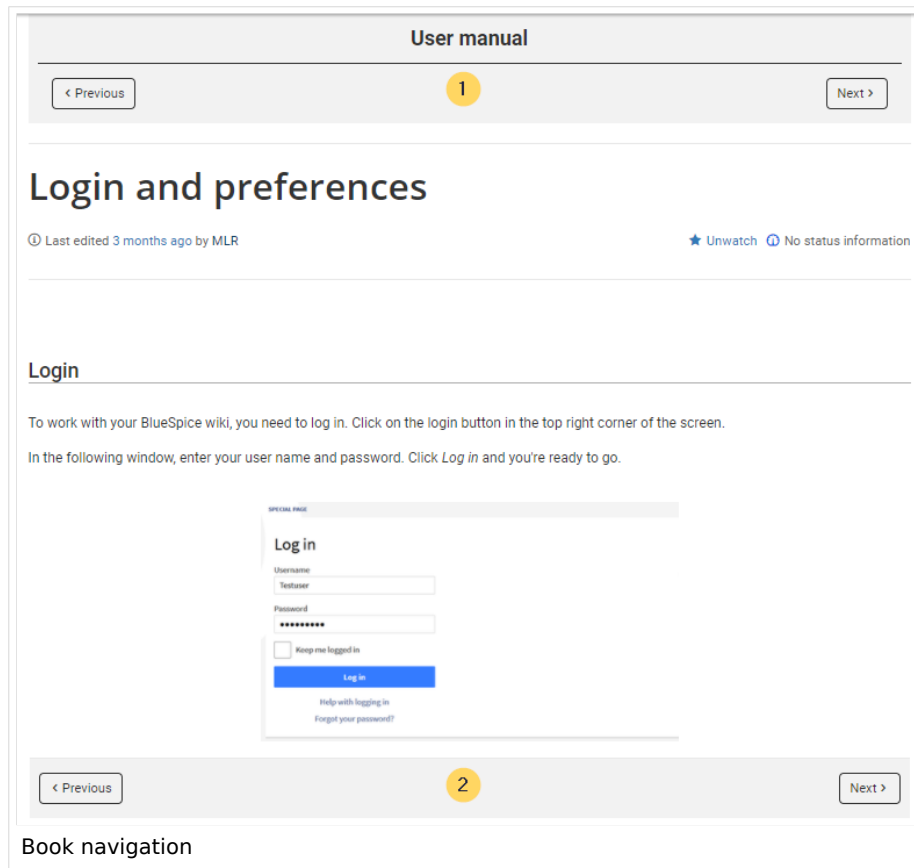 User manual
‹ Previous
1
Next ›
Login and preferences
Last edited 3 months ago by MLR
Unwatch
No status information
Login
To work with your BlueSpice wiki, you need to log in. Click on the login button in the top right corner of the screen.
In the following window, enter your user name and password. Click Log in and you're ready to go.
SPECIAL PAGE
Log in
Username
Testuser
Password
•••••••••
Keep me logged in
Log in
Help with logging in
Forgot your password?
‹ Previous
2
Next ›
Book navigation